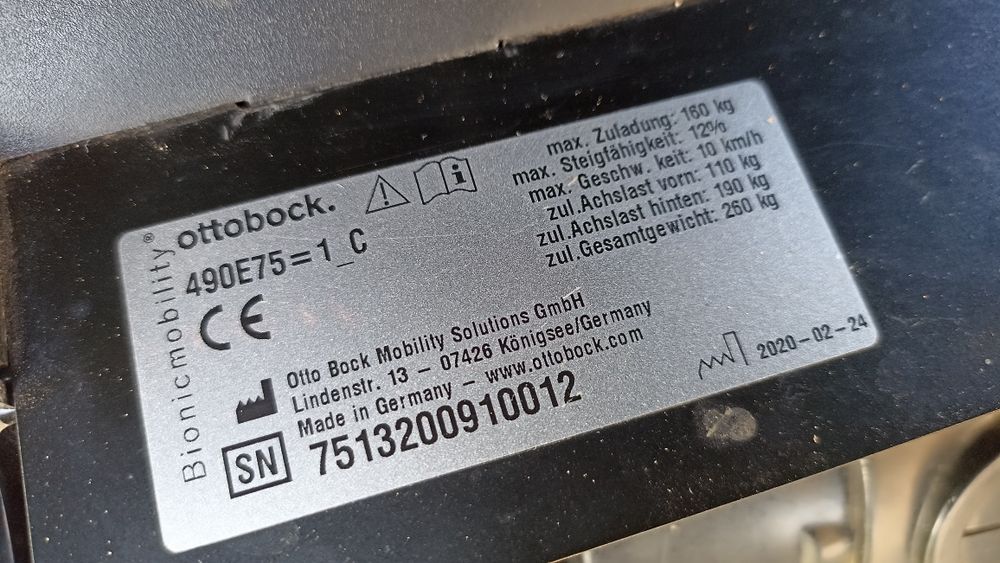 Bionicmobility®
ottobock.
490E75=1_C
CE
max. Zuladung: 160 kg
max. Steigfähigkeit: 12%
max. Geschw. keit: 10 km/h
zul.Achslast vorn: 110 kg
zul.Achslast hinten: 190 kg
zul.Gesamtgewicht: 260 kg
Otto Bock Mobility Solutions GmbH
Lindenstr. 13 – 07426 Königsee/Germany
Made in Germany – www.ottobock.com
SN 7513200910012
2020-02-24